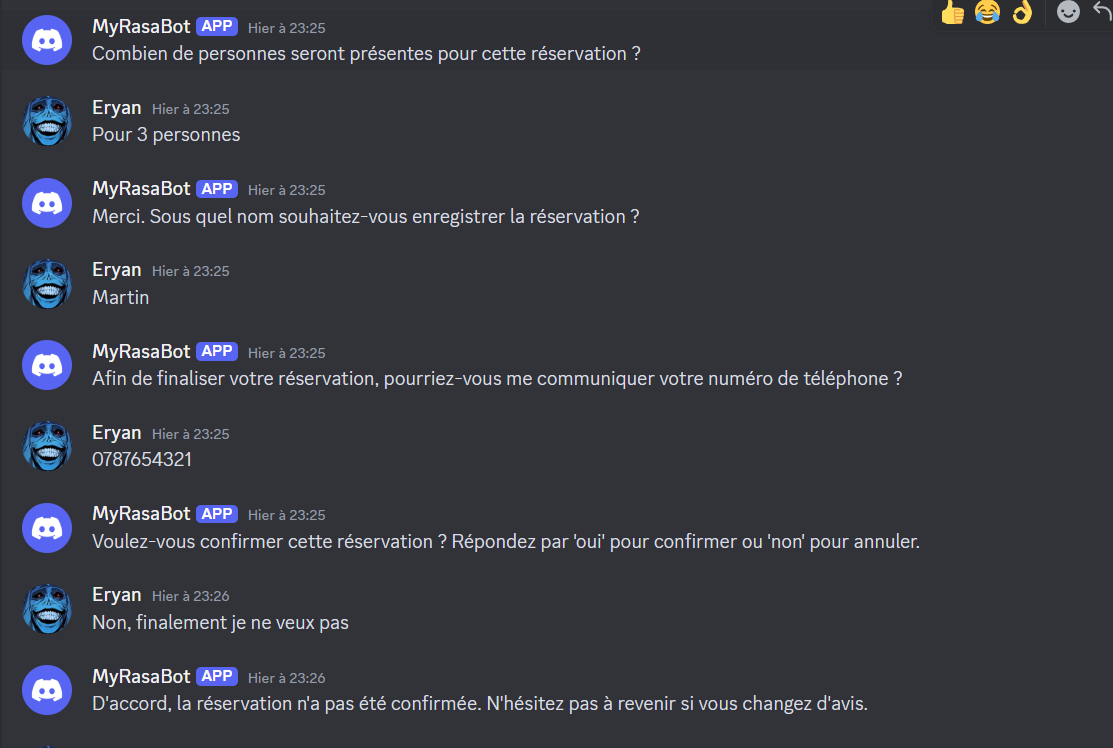 MyRasaBot APP Hier à 23:25
Combien de personnes seront présentes pour cette réservation ?
Eryan Hier à 23:25
Pour 3 personnes
MyRasaBot APP Hier à 23:25
Merci. Sous quel nom souhaitez-vous enregistrer la réservation ?
Eryan Hier à 23:25
Martin
MyRasaBot APP Hier à 23:25
Afin de finaliser votre réservation, pourriez-vous me communiquer votre numéro de téléphone ?
Eryan Hier à 23:25
0787654321
MyRasaBot APP Hier à 23:25
Voulez-vous confirmer cette réservation ? Répondez par 'oui' pour confirmer ou 'non' pour annuler.
Eryan Hier à 23:26
Non, finalement je ne veux pas
MyRasaBot APP Hier à 23:26
D'accord, la réservation n'a pas été confirmée. N'hésitez pas à revenir si vous changez d'avis.